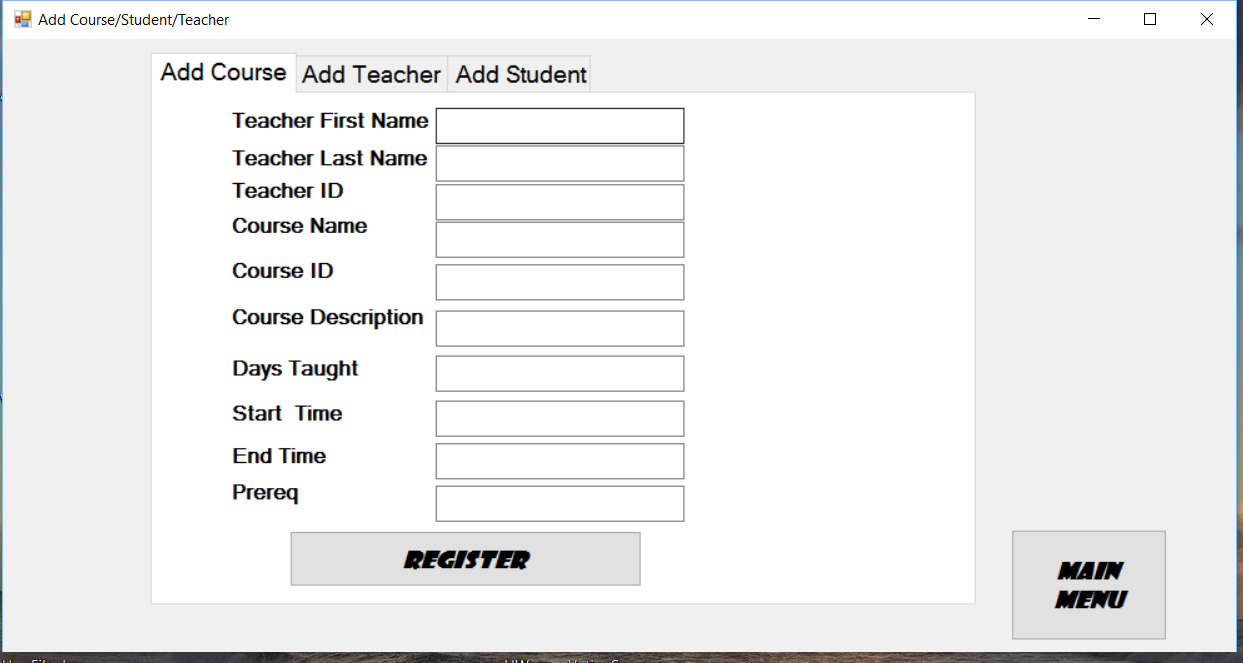 Add Course/Student/Teacher
Add Course Add Teacher Add Student
Teacher First Name
Teacher Last Name
Teacher ID
Course Name
Course ID
Course Description
Days Taught
Start  Time
End Time
Prereq
REGISTER
MAIN
MENU